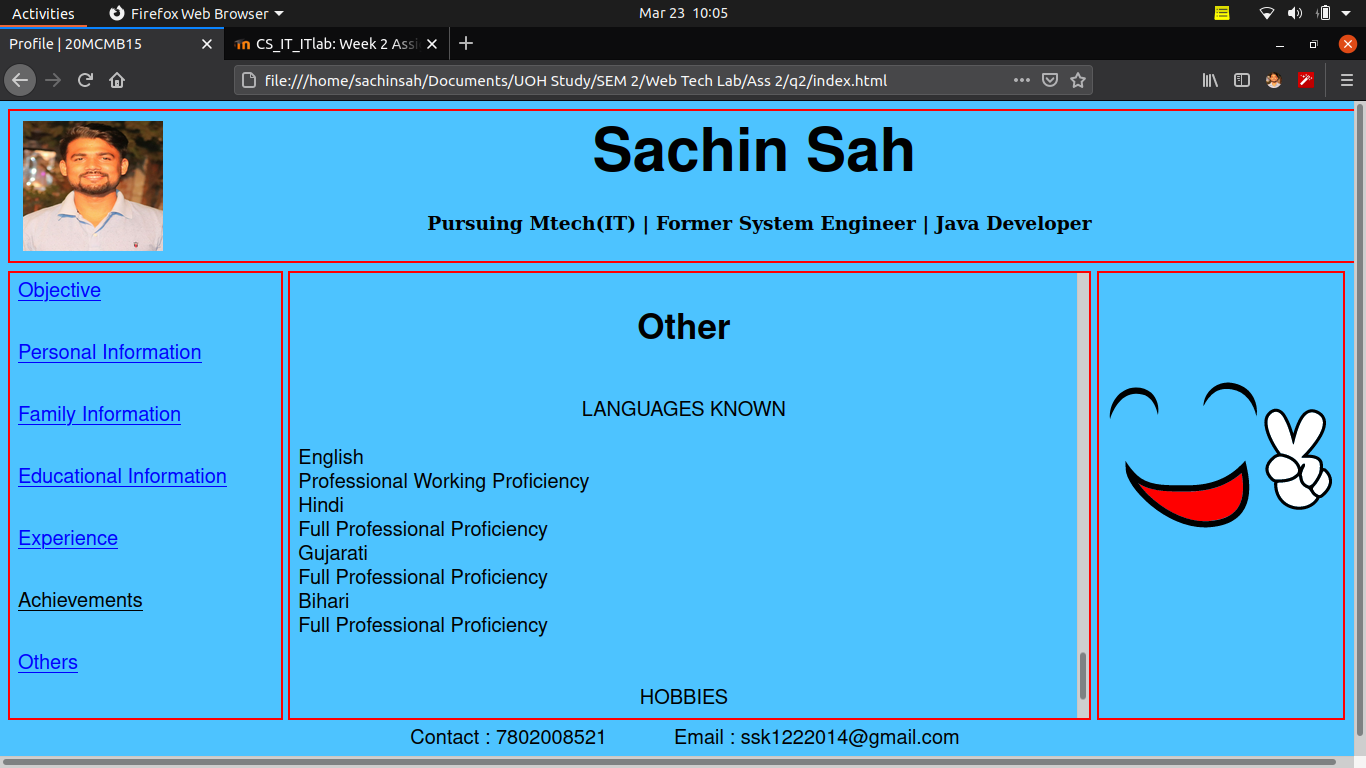 Activities
Firefox Web Browser
Mar 23 10:05
Profile | 20MCMB15
CS_IT_ITlab: Week 2 Assi
file:///home/sachinsah/Documents/UOH Study/SEM 2/Web Tech Lab/Ass 2/q2/index.html
Sachin Sah
Pursuing Mtech(IT) | Former System Engineer | Java Developer
Objective
Personal Information
Family Information
Educational Information
Experience
Achievements
Others
Other
LANGUAGES KNOWN
English
Professional Working Proficiency
Hindi
Full Professional Proficiency
Gujarati
Full Professional Proficiency
Bihari
Full Professional Proficiency
HOBBIES
Contact : 7802008521
Email : ssk1222014@gmail.com